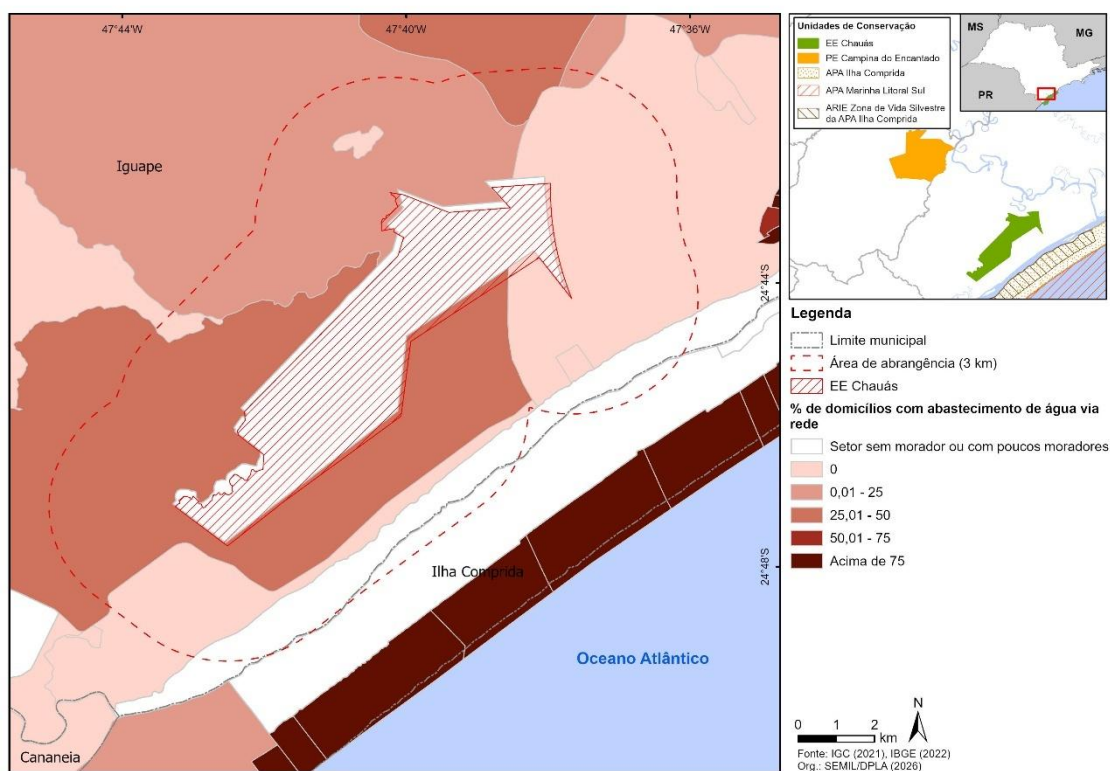 47°44'W
47°40'W
47°36'W
Iguape
24°44'S
24°48'S
Ilha Comprida
Oceano Atlântico
Cananeia
Unidades de Conservação
EE Chauás
PE Campina do Encantado
APA Ilha Comprida
APA Marinha Litoral Sul
ARIE Zona de Vida Silvestre
da APA Ilha Comprida
MS
MG
PR
Legenda
Limite municipal
Área de abrangência (3 km)
EE Chauás
% de domicílios com abastecimento de água via
rede
Setor sem morador ou com poucos moradores
0
0,01 - 25
25,01 - 50
50,01 - 75
Acima de 75
N
0 1 2
km
Fonte: IGC (2021), IBGE (2022)
Org.: SEMIL/DPLA (2026)